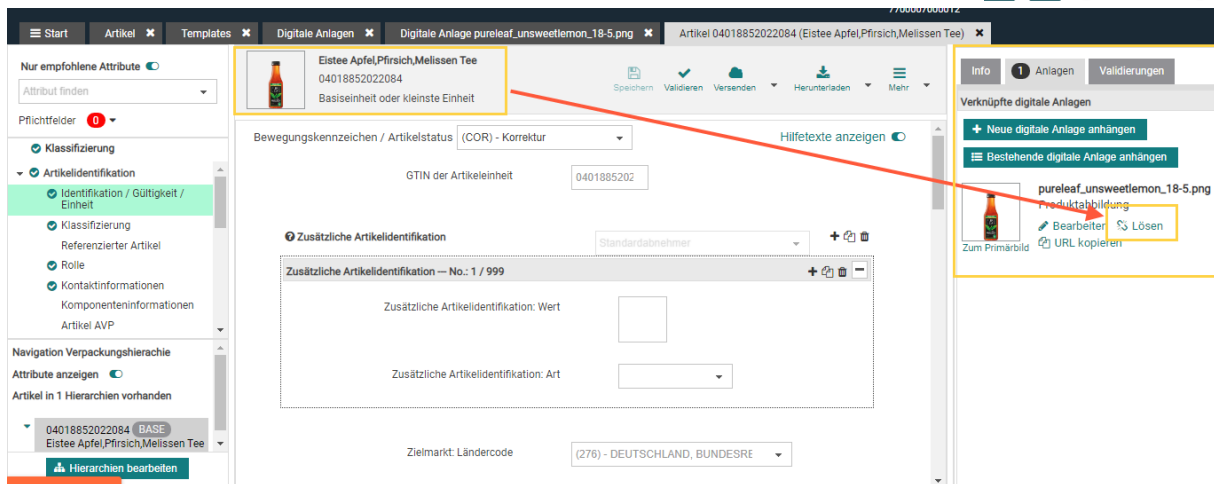 7700007000012
Start
Artikel
Templates
Digitale Anlagen
Digitale Anlage pureleaf_unsweetlemon_18-5.png
Artikel 04018852022084 (Eistee Apfel,Pfirsich,Melissen Tee)
Nur empfohlene Attribute
Attribut finden
Pflichtfelder 0
Klassifizierung
Artikelidentifikation
Identifikation / Gültigkeit /
Einheit
Klassifizierung
Referenzierter Artikel
Rolle
Kontaktinformationen
Komponenteninformationen
Artikel AVP
Navigation Verpackungshierachie
Attribute anzeigen
Artikel in 1 Hierarchien vorhanden
04018852022084 BASE
Eistee Apfel,Pfirsich,Melissen Tee
Hierarchien bearbeiten
Eistee Apfel,Pfirsich,Melissen Tee
04018852022084
Basiseinheit oder kleinste Einheit
Speichern Validieren Versenden Herunterladen Mehr
Bewegungskennzeichen / Artikelstatus (COR) - Korrektur
Hilfetexte anzeigen
GTIN der Artikeleinheit 0401885202
Zusätzliche Artikelidentifikation Standardabnehmer
Zusätzliche Artikelidentifikation — No.: 1 / 999
Zusätzliche Artikelidentifikation: Wert
Zusätzliche Artikelidentifikation: Art
Zielmarkt: Ländercode (276) - DEUTSCHLAND, BUNDESRE
Info 1 Anlagen Validierungen
Verknüpfte digitale Anlagen
Neue digitale Anlage anhängen
Bestehende digitale Anlage anhängen
pureleaf_unsweetlemon_18-5.png
Produktabbildung
Bearbeiten Lösen
URL kopieren
Zum Primärbild